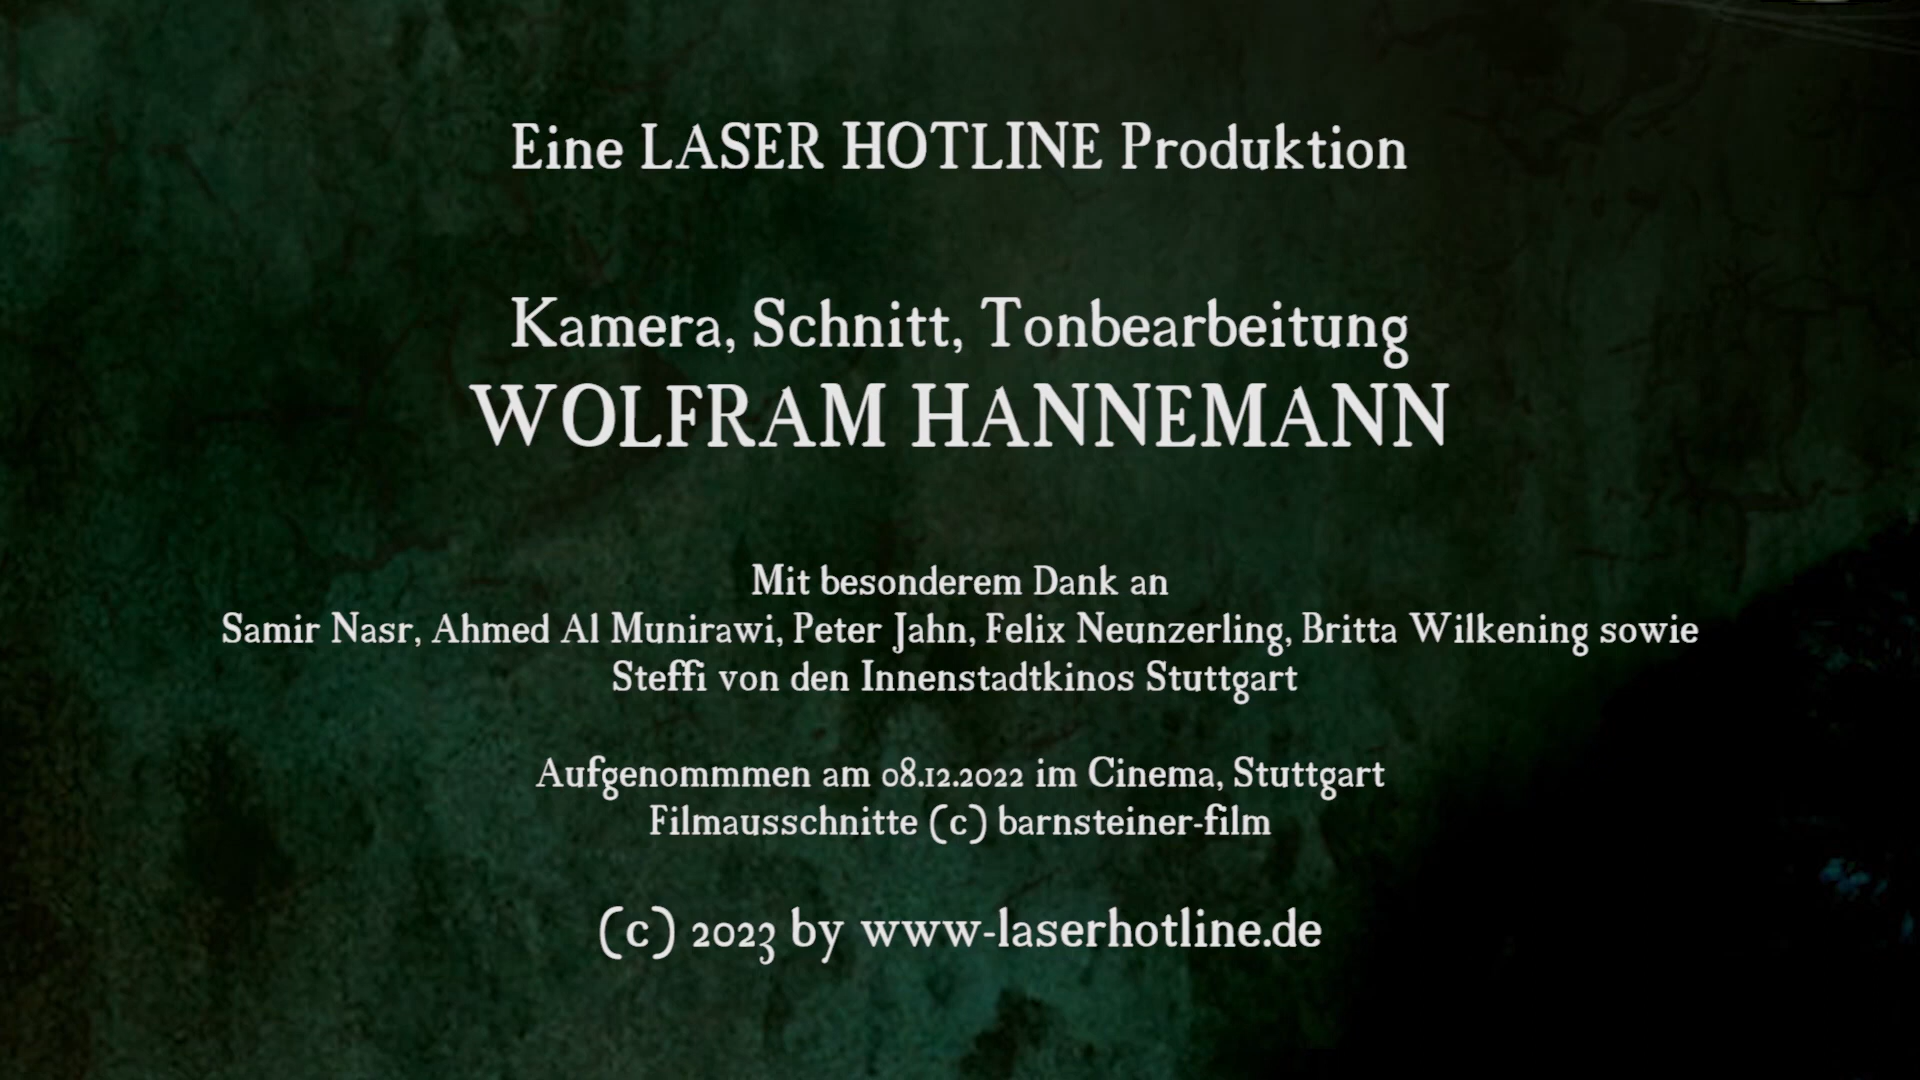 Eine LASER HOTLINE Produktion
Kamera, Schnitt, Tonbearbeitung
WOLFRAM HANNEMANN
Mit besonderem Dank an
Samir Nasr, Ahmed Al Munirawi, Peter Jahn, Felix Neunzerling, Britta Wilkening sowie
Steffi von den Innenstadtkinos Stuttgart
Aufgenommmen am 08.12.2022 im Cinema, Stuttgart
Filmausschnitte (c) barnsteiner-film
(c) 2023 by www-laserhotline.de